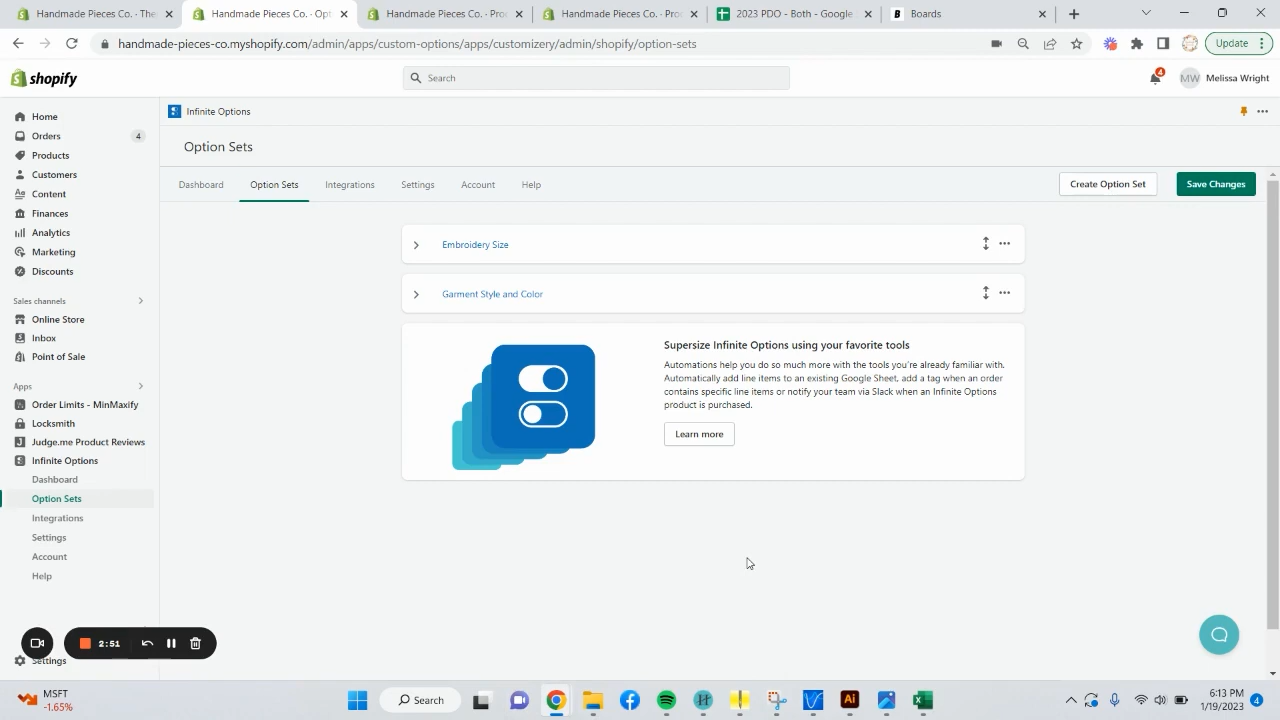 Handmade Pieces Co. · The
Handmade Pieces Co. · Opti
Handmade Pieces Co. · Pro
Handmade Pieces Co. · Pro
2023 PDO - Both - Google
Boards
handmade-pieces-co.myshopify.com/admin/apps/custom-options/apps/customizery/admin/shopify/option-sets
Update
shopify
Search
4
MW
Melissa Wright
Home
Orders
4
Products
Customers
Content
Finances
Analytics
Marketing
Discounts
Sales channels
Online Store
Inbox
Point of Sale
Apps
Order Limits - MinMaxify
Locksmith
Judge.me Product Reviews
Infinite Options
Dashboard
Option Sets
Integrations
Settings
Account
Help
Settings
2:51
Infinite Options
Option Sets
Dashboard
Option Sets
Integrations
Settings
Account
Help
Create Option Set
Save Changes
Embroidery Size
Garment Style and Color
Supersize Infinite Options using your favorite tools
Automations help you do so much more with the tools you're already familiar with.
Automatically add line items to an existing Google Sheet, add a tag when an order
contains specific line items or notify your team via Slack when an Infinite Options
product is purchased.
Learn more
MSFT
-1.65%
Search
Ai
6:13 PM
1/19/2023
4